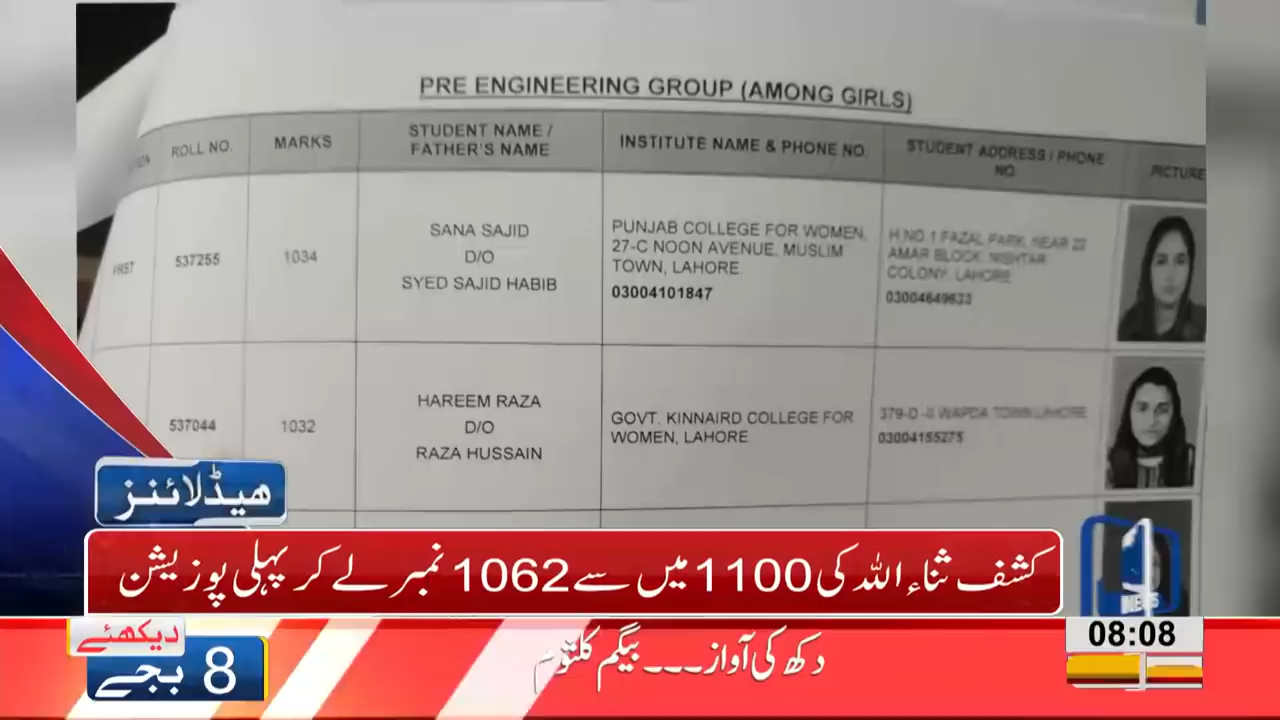 PRE ENGINEERING GROUP (AMONG GIRLS)
ROLL NO.
MARKS
STUDENT NAME /
FATHER'S NAME
INSTITUTE NAME & PHONE NO.
STUDENT ADDRESS / PHONE
NO
PICTURE
FIRST
537255
1034
SANA SAJID
D/O
SYED SAJID HABIB
PUNJAB COLLEGE FOR WOMEN,
27-C NOON AVENUE, MUSLIM
TOWN, LAHORE
03004101847
H.NO.1 FAZAL PARK, NEAR 22
AMAR BLOCK, NISHTAR
COLONY, LAHORE
03004649633
537044
1032
HAREEM RAZA
D/O
RAZA HUSSAIN
GOVT. KINNAIRD COLLEGE FOR
WOMEN, LAHORE
379-D -II WAPDA TOWN LAHORE
03004155275
ھیڈلائنز
کشف ثناء اللہ کی 1100 میں سے 1062 نمبر لے کر پہلی پوزیشن
1
NEWS
08:08
دیکھئے
8 بجے
دکھ کی آواز۔۔۔ بیگم کلثوم